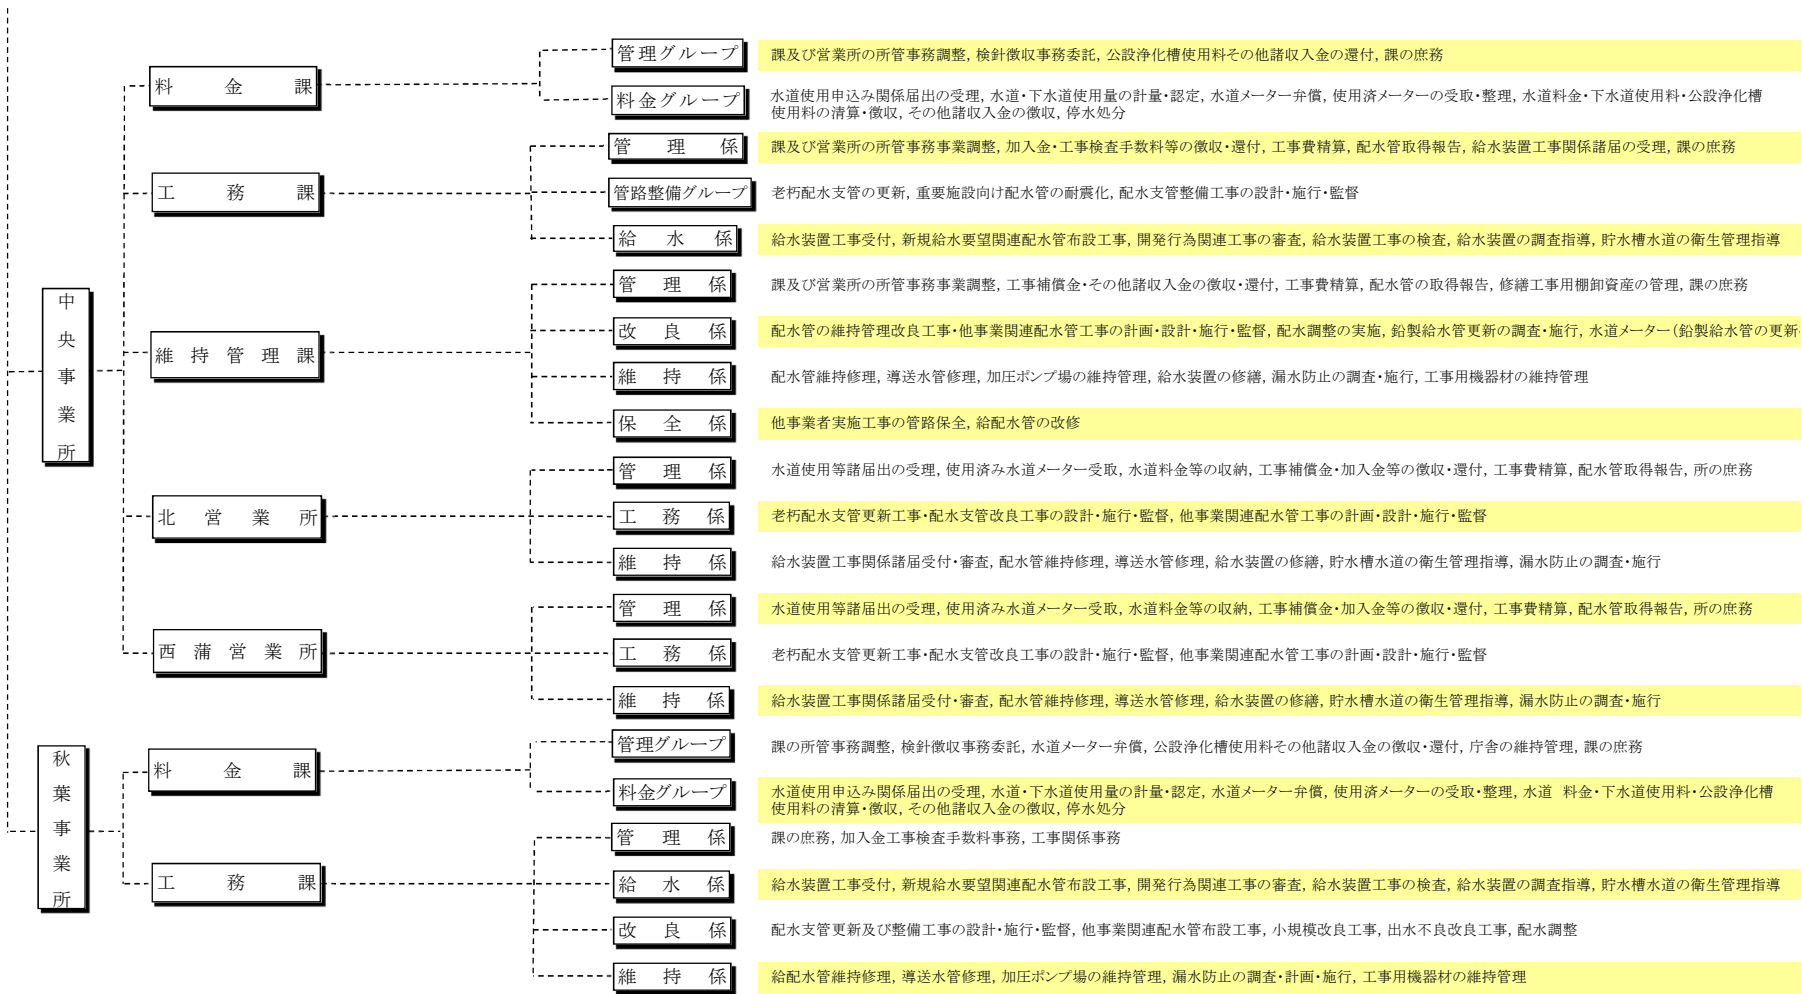 中央事業所
料金課
管理グループ
課及び営業所の所管事務調整, 検針徴収事務委託, 公設浄化槽使用料その他諸収入金の還付, 課の庶務
料金グループ
水道使用申込み関係届出の受理, 水道・下水道使用量の計量・認定, 水道メーター弁償, 使用済メーターの受取・整理, 水道料金・下水道使用料・公設浄化槽
使用料の清算・徴収, その他諸収入金の徴収, 停水処分
工務課
管理係
課及び営業所の所管事務事業調整, 加入金・工事検査手数料等の徴収・還付, 工事費精算, 配水管取得報告, 給水装置工事関係諸届の受理, 課の庶務
管路整備グループ
老朽配水支管の更新, 重要施設向け配水管の耐震化, 配水支管整備工事の設計・施行・監督
給水係
給水装置工事受付, 新規給水要望関連配水管布設工事, 開発行為関連工事の審査, 給水装置工事の検査, 給水装置の調査指導, 貯水槽水道の衛生管理指導
維持管理課
管理係
課及び営業所の所管事務事業調整, 工事補償金・その他諸収入金の徴収・還付, 工事費精算, 配水管の取得報告, 修繕工事用棚卸資産の管理, 課の庶務
改良係
配水管の維持管理改良工事・他事業関連配水管工事の計画・設計・施行・監督, 配水調整の実施, 鉛製給水管更新の調査・施行, 水道メーター（鉛製給水管の更新・
維持係
配水管維持修理, 導送水管修理, 加圧ポンプ場の維持管理, 給水装置の修繕, 漏水防止の調査・施行, 工事用機器材の維持管理
保全係
他事業者実施工事の管路保全, 給配水管の改修
北営業所
管理係
水道使用等諸届出の受理, 使用済み水道メーター受取, 水道料金等の収納, 工事補償金・加入金等の徴収・還付, 工事費精算, 配水管取得報告, 所の庶務
工務係
老朽配水支管更新工事・配水支管改良工事の設計・施行・監督, 他事業関連配水管工事の計画・設計・施行・監督
維持係
給水装置工事関係諸届受付・審査, 配水管維持修理, 導送水管修理, 給水装置の修繕, 貯水槽水道の衛生管理指導, 漏水防止の調査・施行
西蒲営業所
管理係
水道使用等諸届出の受理, 使用済み水道メーター受取, 水道料金等の収納, 工事補償金・加入金等の徴収・還付, 工事費精算, 配水管取得報告, 所の庶務
工務係
老朽配水支管更新工事・配水支管改良工事の設計・施行・監督, 他事業関連配水管工事の計画・設計・施行・監督
維持係
給水装置工事関係諸届受付・審査, 配水管維持修理, 導送水管修理, 給水装置の修繕, 貯水槽水道の衛生管理指導, 漏水防止の調査・施行
秋葉事業所
料金課
管理グループ
課の所管事務調整, 検針徴収事務委託, 水道メーター弁償, 公設浄化槽使用料その他諸収入金の徴収・還付, 庁舎の維持管理, 課の庶務
料金グループ
水道使用申込み関係届出の受理, 水道・下水道使用量の計量・認定, 水道メーター弁償, 使用済メーターの受取・整理, 水道 料金・下水道使用料・公設浄化槽
使用料の清算・徴収, その他諸収入金の徴収, 停水処分
工務課
管理係
課の庶務, 加入金工事検査手数料事務, 工事関係事務
給水係
給水装置工事受付, 新規給水要望関連配水管布設工事, 開発行為関連工事の審査, 給水装置工事の検査, 給水装置の調査指導, 貯水槽水道の衛生管理指導
改良係
配水支管更新及び整備工事の設計・施行・監督, 他事業関連配水管布設工事, 小規模改良工事, 出水不良改良工事, 配水調整
維持係
給配水管維持修理, 導送水管修理, 加圧ポンプ場の維持管理, 漏水防止の調査・計画・施行, 工事用機器材の維持管理